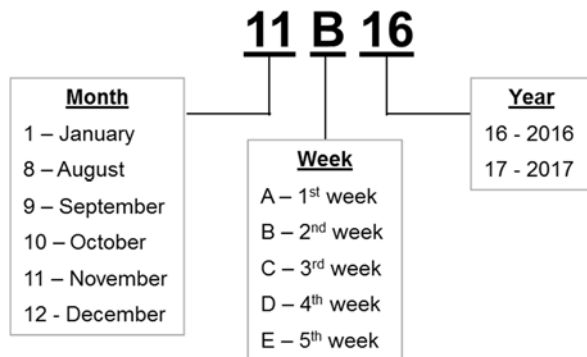 11 B 16
Month
1 – January
8 – August
9 – September
10 – October
11 – November
12 - December
Week
A – 1st week
B – 2nd week
C – 3rd week
D – 4th week
E – 5th week
Year
16 - 2016
17 - 2017